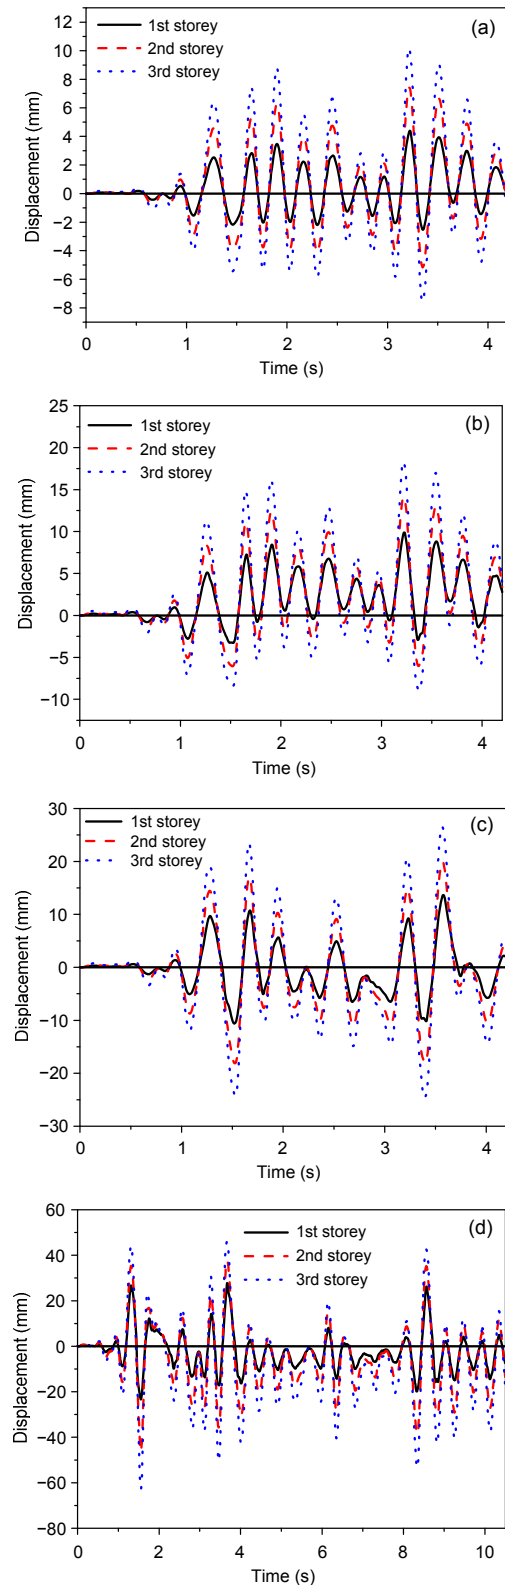 (a)
1st storey
2nd storey
3rd storey
Displacement (mm)
12
10
8
6
4
2
0
−2
−4
−6
−8
0 1 2 3 4
Time (s)
(b)
1st storey
2nd storey
3rd storey
Displacement (mm)
25
20
15
10
5
0
−5
−10
0 1 2 3 4
Time (s)
(c)
1st storey
2nd storey
3rd storey
Displacement (mm)
30
20
10
0
−10
−20
−30
0 1 2 3 4
Time (s)
(d)
1st storey
2nd storey
3rd storey
Displacement (mm)
60
40
20
0
−20
−40
−60
−80
0 2 4 6 8 10
Time (s)